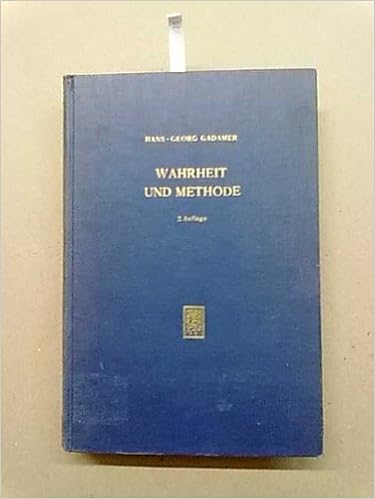 HANS-GEORG GADAMER
WAHRHEIT
UND METHODE
2. Auflage